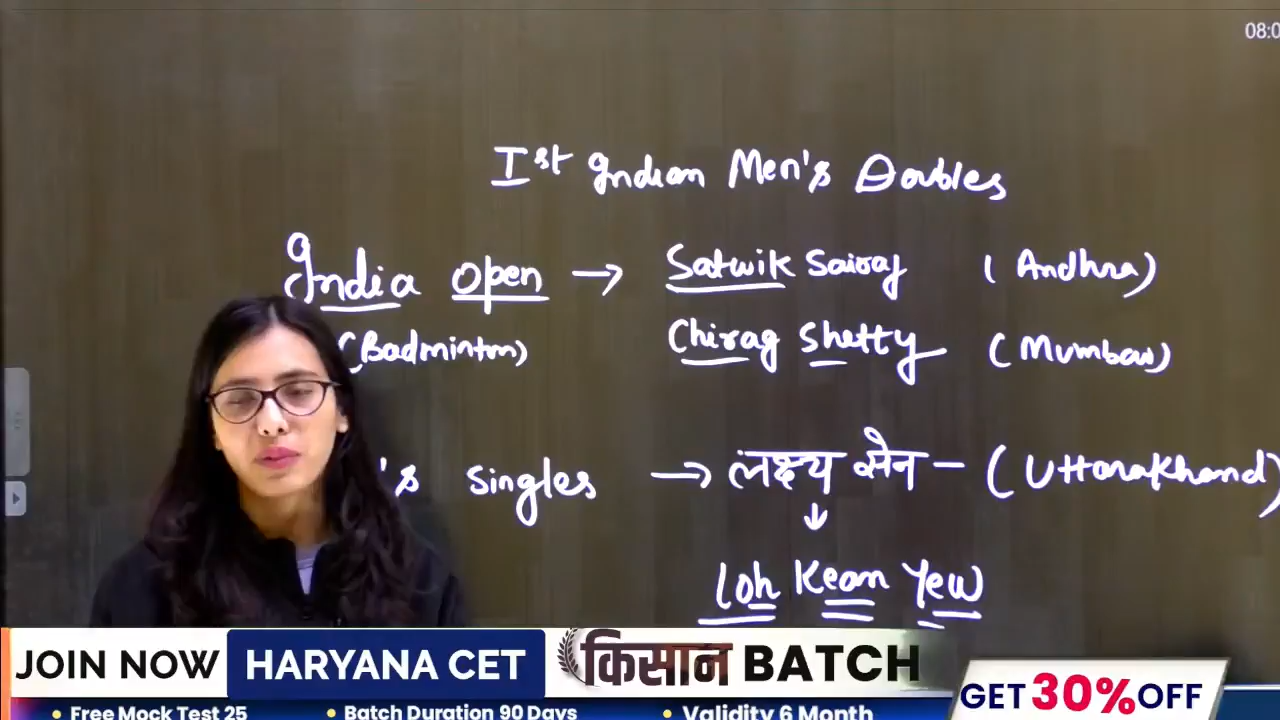 08:0
Ist Indian Men's Doubles
India open → Satwik Sairaj (Andhra)
(Badminton) Chirag Shetty (Mumbai)
's singles → लक्ष्य सेन - (Uttarakhand)
↓
Loh Kean Yew
JOIN NOW HARYANA CET किसान BATCH
GET 30% OFF
• Free Mock Test 25 • Batch Duration 90 Days • Validity 6 Month